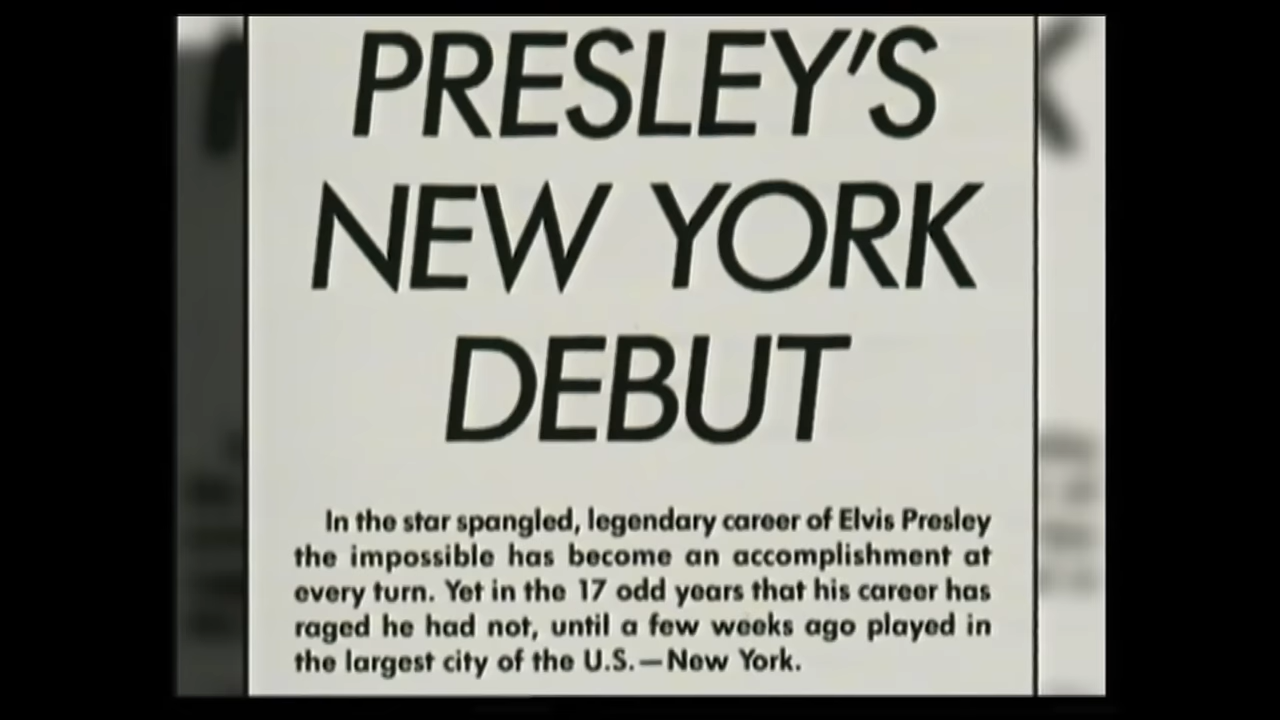 PRESLEY'S
NEW YORK
DEBUT
In the star spangled, legendary career of Elvis Presley
the impossible has become an accomplishment at
every turn. Yet in the 17 odd years that his career has
raged he had not, until a few weeks ago played in
the largest city of the U.S.—New York.